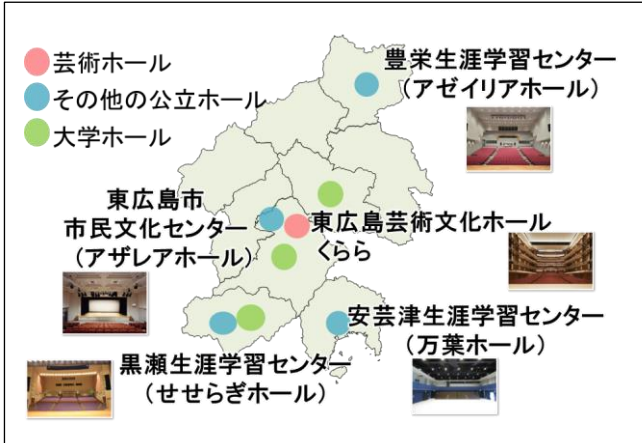 芸術ホール
その他の公立ホール
大学ホール
豊栄生涯学習センター
（アゼイリアホール）
東広島市
市民文化センター
（アザレアホール）
東広島芸術文化ホール
くらら
安芸津生涯学習センター
（万葉ホール）
黒瀬生涯学習センター
（せせらぎホール）